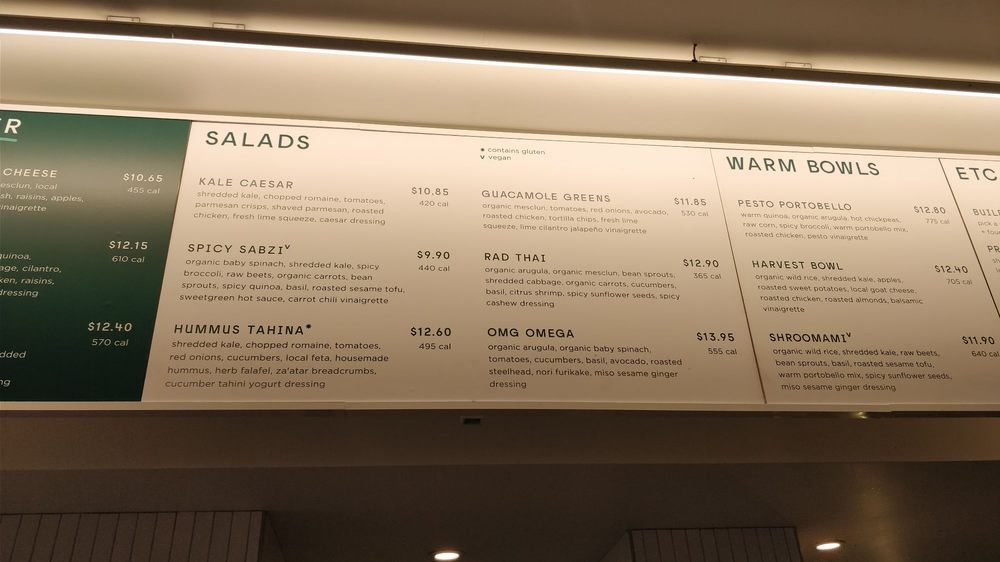 ER
CHEESE $10.65
mesclun, local 455 cal
raisins, apples,
vinaigrette
$12.15
quinoa, 610 cal
cilantro,
raisins,
dressing
$12.40
570 cal
SALADS
* contains gluten
v vegan
KALE CAESAR $10.85
shredded kale, chopped romaine, tomatoes, 420 cal
parmesan crisps, shaved parmesan, roasted
chicken, fresh lime squeeze, caesar dressing
SPICY SABZIV $9.90
organic baby spinach, shredded kale, spicy 440 cal
broccoli, raw beets, organic carrots, bean
sprouts, spicy quinoa, basil, roasted sesame tofu,
sweetgreen hot sauce, carrot chili vinaigrette
HUMMUS TAHINA* $12.60
shredded kale, chopped romaine, tomatoes, 495 cal
red onions, cucumbers, local feta, housemade
hummus, herb falafel, za'atar breadcrumbs,
cucumber tahini yogurt dressing
GUACAMOLE GREENS $11.85
organic mesclun, tomatoes, red onions, avocado, 530 cal
roasted chicken, tortilla chips, fresh lime
squeeze, lime cilantro jalapeño vinaigrette
RAD THAI $12.90
organic arugula, organic mesclun, bean sprouts, 365 cal
shredded cabbage, organic carrots, cucumbers,
basil, citrus shrimp, spicy sunflower seeds, spicy
cashew dressing
OMG OMEGA $13.95
organic arugula, organic baby spinach, 555 cal
tomatoes, cucumbers, basil, avocado, roasted
steelhead, nori furikake, miso sesame ginger
dressing
WARM BOWLS
PESTO PORTOBELLO $12.80
warm quinoa, organic arugula, hot chickpeas, 775 cal
raw corn, spicy broccoli, warm portobello mix,
roasted chicken, pesto vinaigrette
HARVEST BOWL $12.40
organic wild rice, shredded kale, apples, 705 cal
roasted sweet potatoes, local goat cheese,
roasted chicken, roasted almonds, balsamic
vinaigrette
SHROOMAMIV $11.90
organic wild rice, shredded kale, raw beets, 640 cal
bean sprouts, basil, roasted sesame tofu,
warm portobello mix, spicy sunflower seeds,
miso sesame ginger dressing
ETC
BUIL
pick a